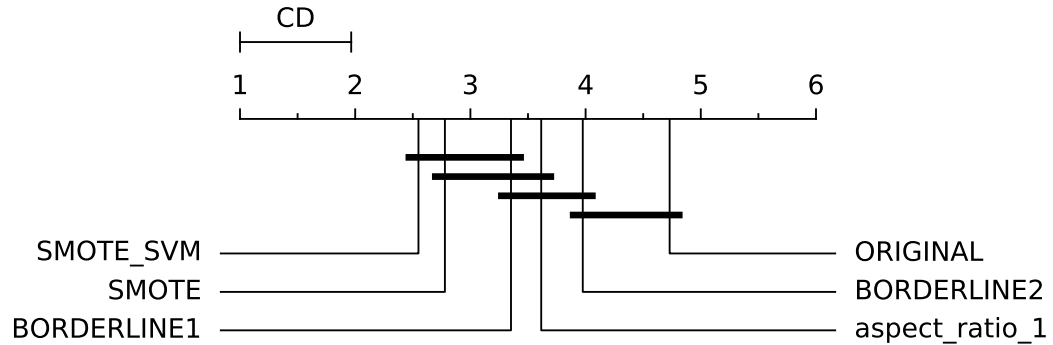 CD
1 2 3 4 5 6
SMOTE_SVM ORIGINAL
SMOTE BORDERLINE2
BORDERLINE1 aspect_ratio_1